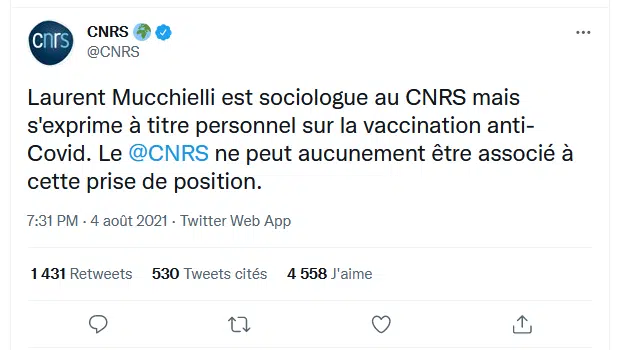 cnrs
CNRS 🌍
@CNRS
Laurent Mucchielli est sociologue au CNRS mais
s'exprime à titre personnel sur la vaccination anti-
Covid. Le @CNRS ne peut aucunement être associé à
cette prise de position.
7:31 PM · 4 août 2021 · Twitter Web App
1 431 Retweets 530 Tweets cités 4 558 J'aime